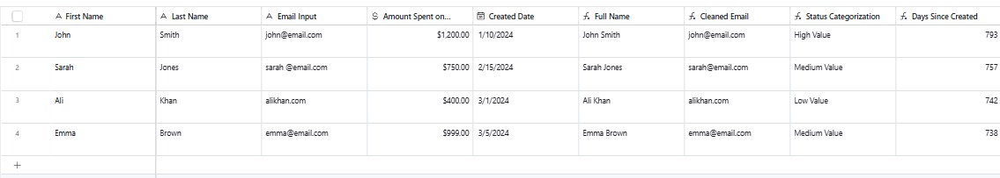 First Name Last Name Email Input Amount Spent on... Created Date Full Name Cleaned Email Status Categorization Days Since Created
1 John Smith john@email.com $1,200.00 1/10/2024 John Smith john@email.com High Value 793
2 Sarah Jones sarah @email.com $750.00 2/15/2024 Sarah Jones sarah@email.com Medium Value 757
3 Ali Khan alikhan.com $400.00 3/1/2024 Ali Khan alikhan.com Low Value 742
4 Emma Brown emma@email.com $999.00 3/5/2024 Emma Brown emma@email.com Medium Value 738